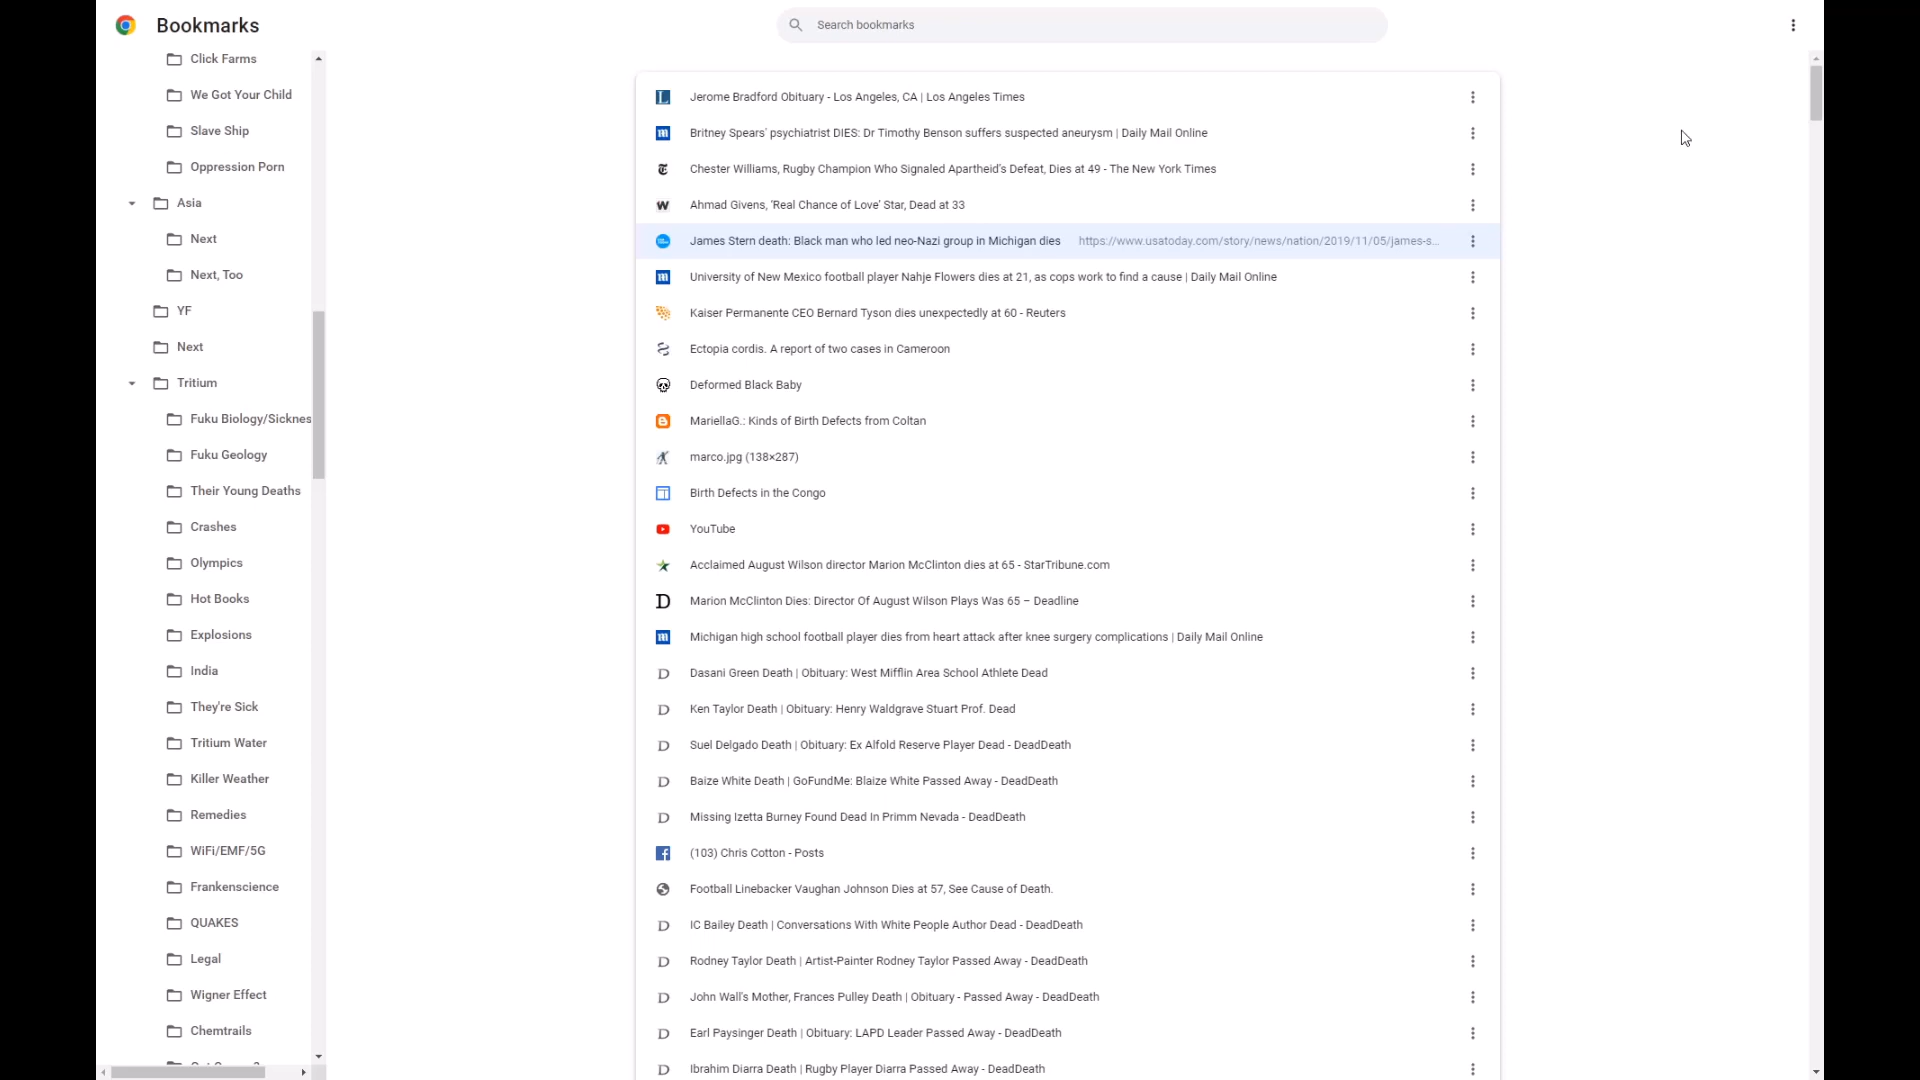 Bookmarks
Search bookmarks
Click Farms
We Got Your Child
Slave Ship
Oppression Porn
Asia
Next
Next, Too
YF
Next
Tritium
Fuku Biology/Sicknes
Fuku Geology
Their Young Deaths
Crashes
Olympics
Hot Books
Explosions
India
They're Sick
Tritium Water
Killer Weather
Remedies
WiFi/EMF/5G
Frankenscience
QUAKES
Legal
Wigner Effect
Chemtrails
Jerome Bradford Obituary - Los Angeles, CA | Los Angeles Times
Britney Spears' psychiatrist DIES: Dr Timothy Benson suffers suspected aneurysm | Daily Mail Online
Chester Williams, Rugby Champion Who Signaled Apartheid's Defeat, Dies at 49 - The New York Times
Ahmad Givens, 'Real Chance of Love' Star, Dead at 33
James Stern death: Black man who led neo-Nazi group in Michigan dies https://www.usatoday.com/story/news/nation/2019/11/05/james-s...
University of New Mexico football player Nahje Flowers dies at 21, as cops work to find a cause | Daily Mail Online
Kaiser Permanente CEO Bernard Tyson dies unexpectedly at 60 - Reuters
Ectopia cordis. A report of two cases in Cameroon
Deformed Black Baby
MariellaG.: Kinds of Birth Defects from Coltan
marco.jpg (138×287)
Birth Defects in the Congo
YouTube
Acclaimed August Wilson director Marion McClinton dies at 65 - StarTribune.com
Marion McClinton Dies: Director Of August Wilson Plays Was 65 – Deadline
Michigan high school football player dies from heart attack after knee surgery complications | Daily Mail Online
Dasani Green Death | Obituary: West Mifflin Area School Athlete Dead
Ken Taylor Death | Obituary: Henry Waldgrave Stuart Prof. Dead
Suel Delgado Death | Obituary: Ex Alfold Reserve Player Dead - DeadDeath
Baize White Death | GoFundMe: Blaize White Passed Away - DeadDeath
Missing Izetta Burney Found Dead In Primm Nevada - DeadDeath
(103) Chris Cotton - Posts
Football Linebacker Vaughan Johnson Dies at 57, See Cause of Death.
IC Bailey Death | Conversations With White People Author Dead - DeadDeath
Rodney Taylor Death | Artist-Painter Rodney Taylor Passed Away - DeadDeath
John Wall's Mother, Frances Pulley Death | Obituary - Passed Away - DeadDeath
Earl Paysinger Death | Obituary: LAPD Leader Passed Away - DeadDeath
Ibrahim Diarra Death | Rugby Player Diarra Passed Away - DeadDeath